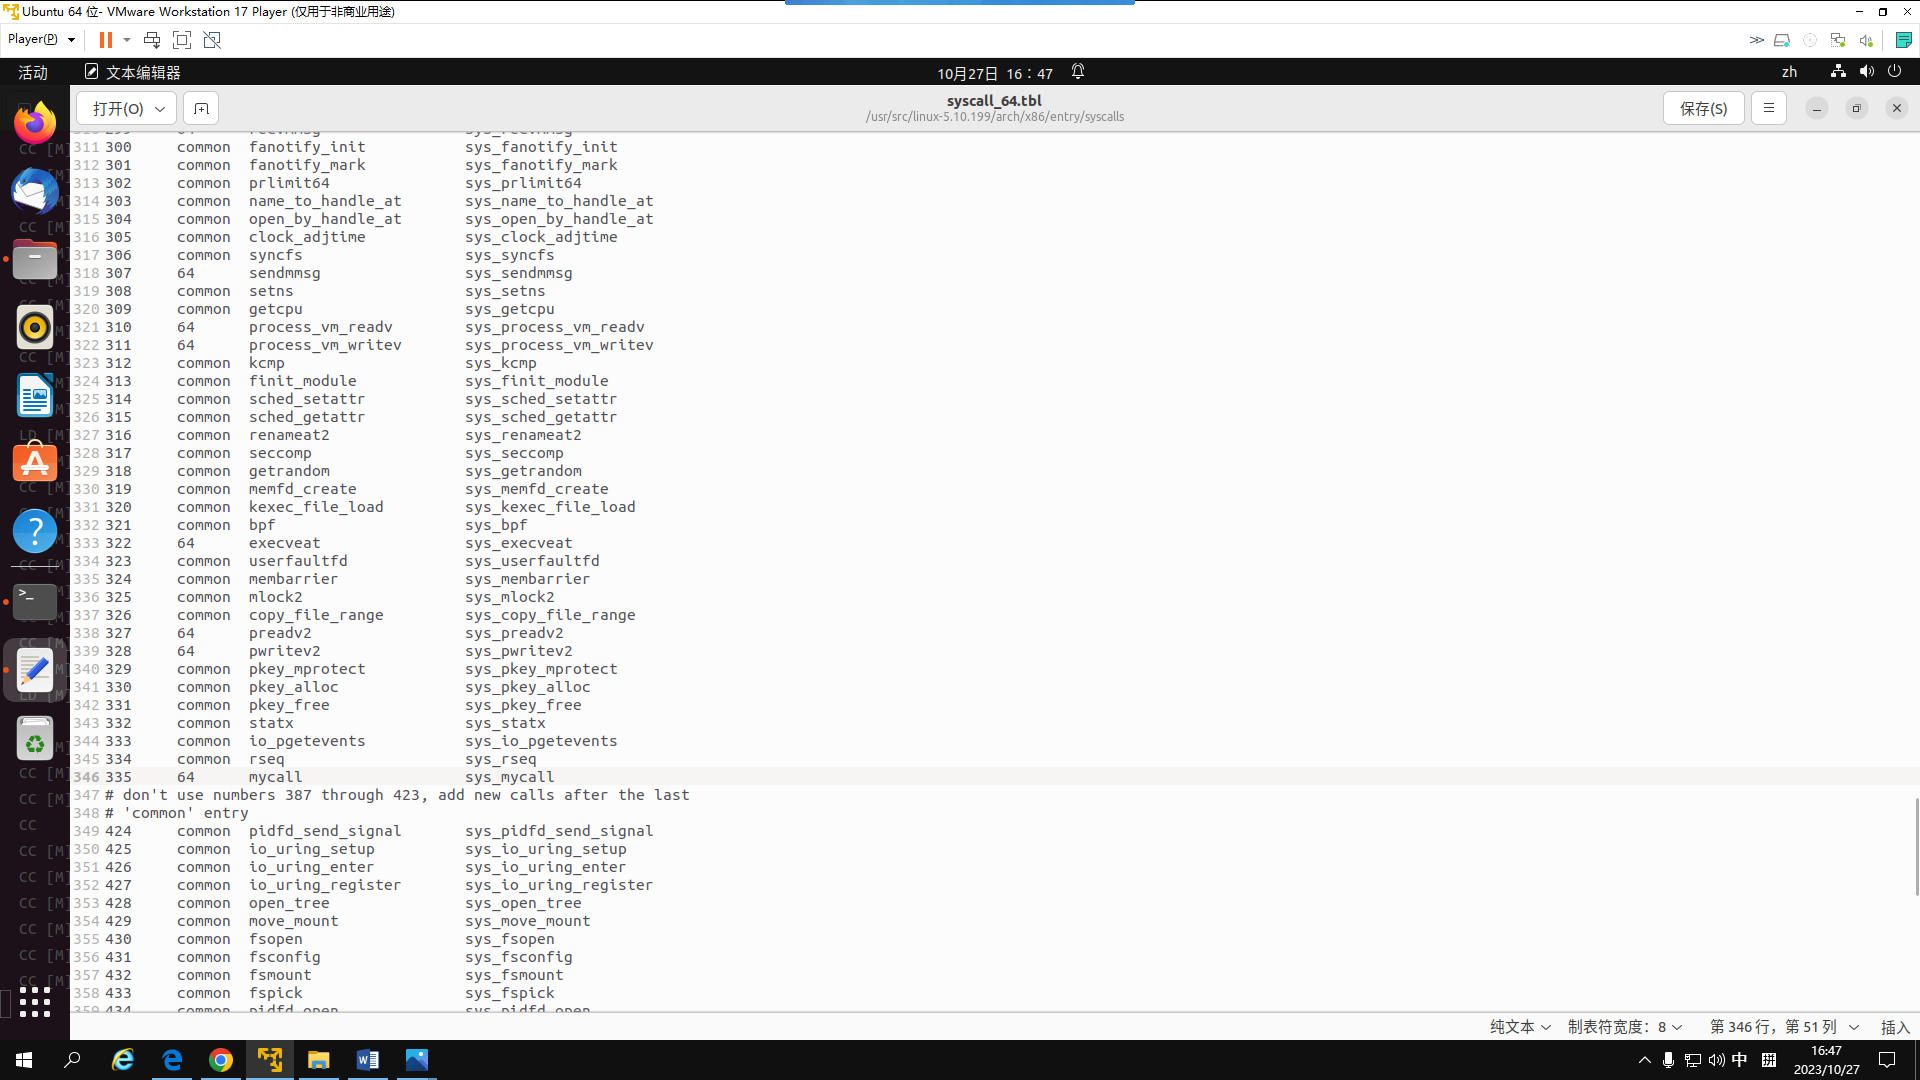 Ubuntu 64 位- VMware Workstation 17 Player (仅用于非商业用途)
Player(P)
活动 文本编辑器 10月27日 16：47 zh
打开(O) syscall_64.tbl 保存(S)
/usr/src/linux-5.10.199/arch/x86/entry/syscalls
311 300 common fanotify_init sys_fanotify_init
312 301 common fanotify_mark sys_fanotify_mark
313 302 common prlimit64 sys_prlimit64
314 303 common name_to_handle_at sys_name_to_handle_at
315 304 common open_by_handle_at sys_open_by_handle_at
316 305 common clock_adjtime sys_clock_adjtime
317 306 common syncfs sys_syncfs
318 307 64 sendmmsg sys_sendmmsg
319 308 common setns sys_setns
320 309 common getcpu sys_getcpu
321 310 64 process_vm_readv sys_process_vm_readv
322 311 64 process_vm_writev sys_process_vm_writev
323 312 common kcmp sys_kcmp
324 313 common finit_module sys_finit_module
325 314 common sched_setattr sys_sched_setattr
326 315 common sched_getattr sys_sched_getattr
327 316 common renameat2 sys_renameat2
328 317 common seccomp sys_seccomp
329 318 common getrandom sys_getrandom
330 319 common memfd_create sys_memfd_create
331 320 common kexec_file_load sys_kexec_file_load
332 321 common bpf sys_bpf
333 322 64 execveat sys_execveat
334 323 common userfaultfd sys_userfaultfd
335 324 common membarrier sys_membarrier
336 325 common mlock2 sys_mlock2
337 326 common copy_file_range sys_copy_file_range
338 327 64 preadv2 sys_preadv2
339 328 64 pwritev2 sys_pwritev2
340 329 common pkey_mprotect sys_pkey_mprotect
341 330 common pkey_alloc sys_pkey_alloc
342 331 common pkey_free sys_pkey_free
343 332 common statx sys_statx
344 333 common io_pgetevents sys_io_pgetevents
345 334 common rseq sys_rseq
346 335 64 mycall sys_mycall
347 # don't use numbers 387 through 423, add new calls after the last
348 # 'common' entry
349 424 common pidfd_send_signal sys_pidfd_send_signal
350 425 common io_uring_setup sys_io_uring_setup
351 426 common io_uring_enter sys_io_uring_enter
352 427 common io_uring_register sys_io_uring_register
353 428 common open_tree sys_open_tree
354 429 common move_mount sys_move_mount
355 430 common fsopen sys_fsopen
356 431 common fsconfig sys_fsconfig
357 432 common fsmount sys_fsmount
358 433 common fspick sys_fspick
359 434 common pidfd_open sys_pidfd_open
纯文本 制表符宽度：8 第 346 行，第 51 列 插入
中 16:47
2023/10/27